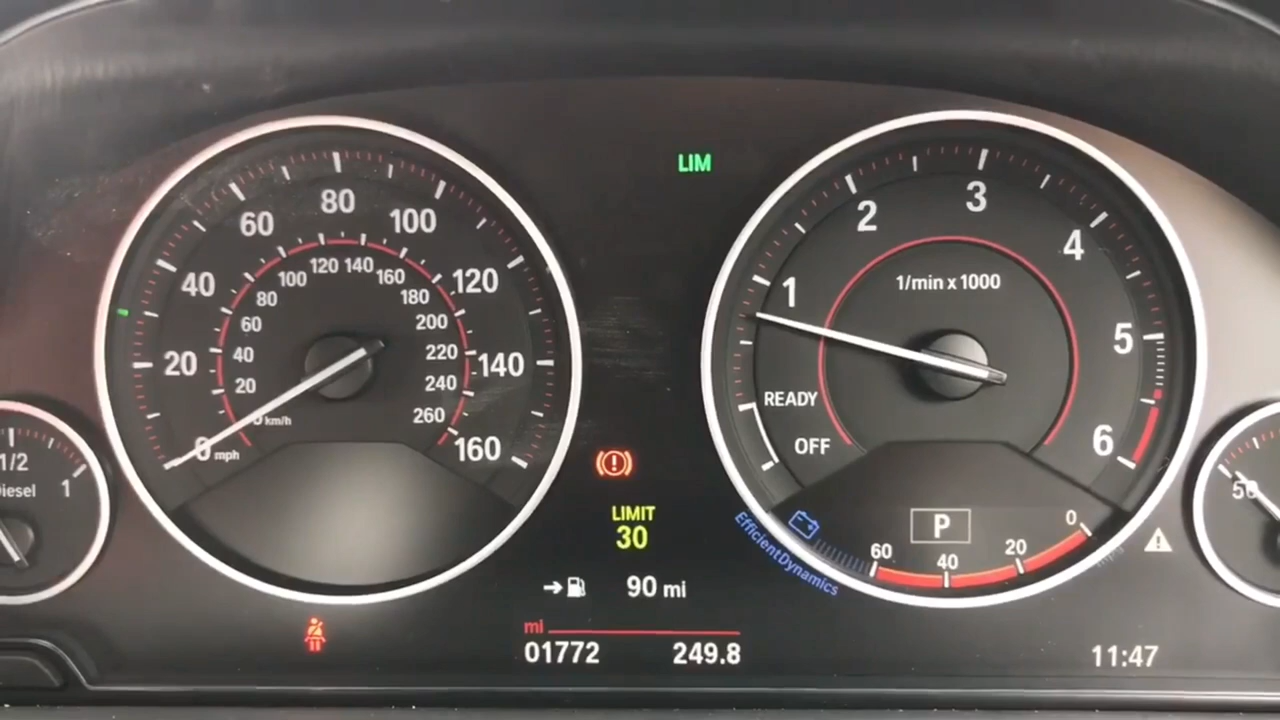 LIM
20 40 60 80 100 120 140 160
0 mph
20 40 60 80 100 120 140 160 180 200 220 240 260
km/h
1 2 3 4 5 6
1/min x 1000
READY
OFF
1/2
1
LIMIT
30
P
60 40 20 0
EfficientDynamics
90 mi
mi
01772 249.8
11:47